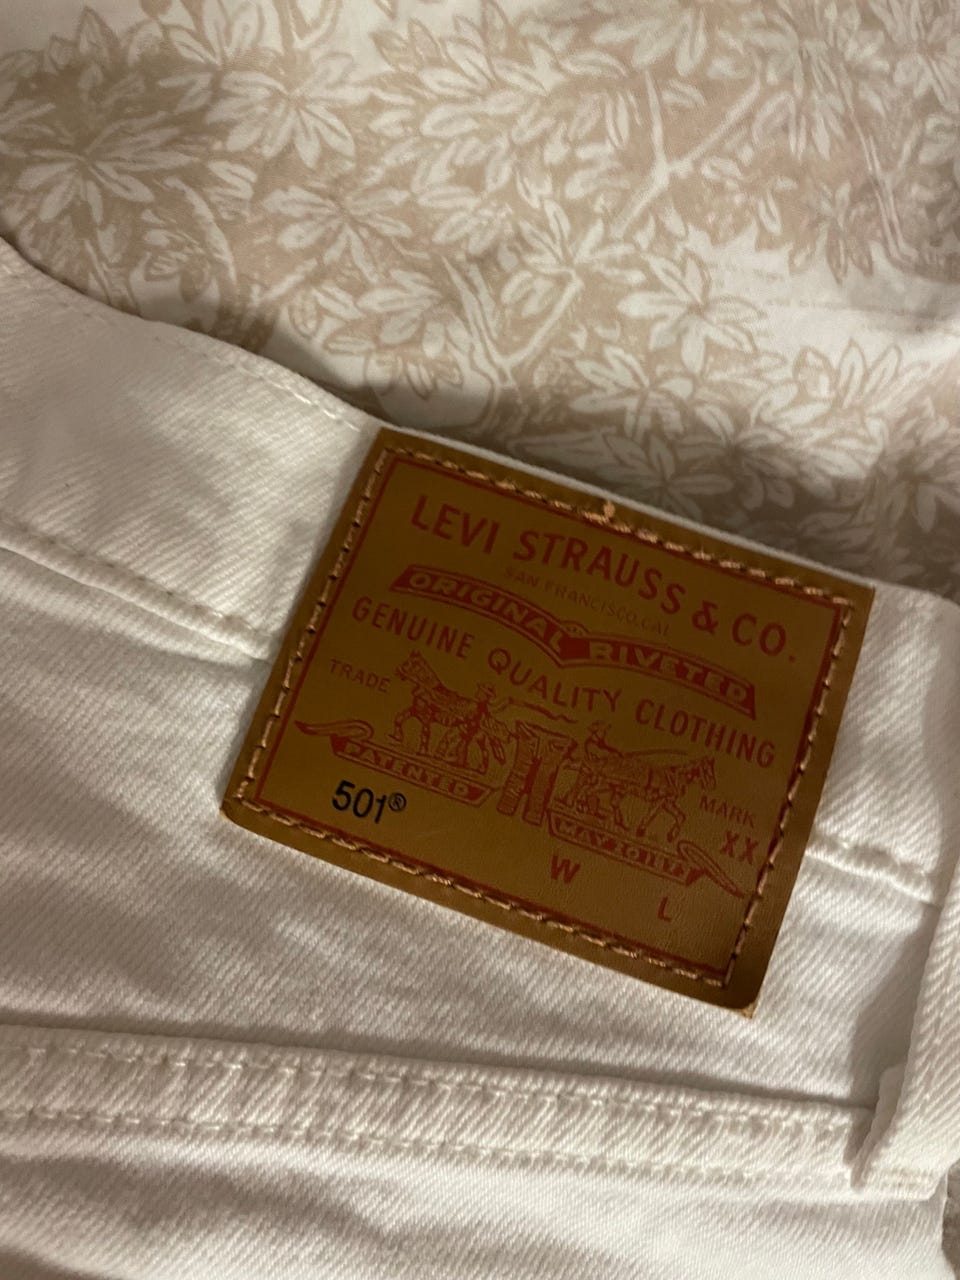 LEVI STRAUSS & CO.
SAN FRANCISCO, CAL
ORIGINAL RIVETED
GENUINE QUALITY CLOTHING
TRADE MARK
PATENTED MAY 20 1873
501® XX
W L